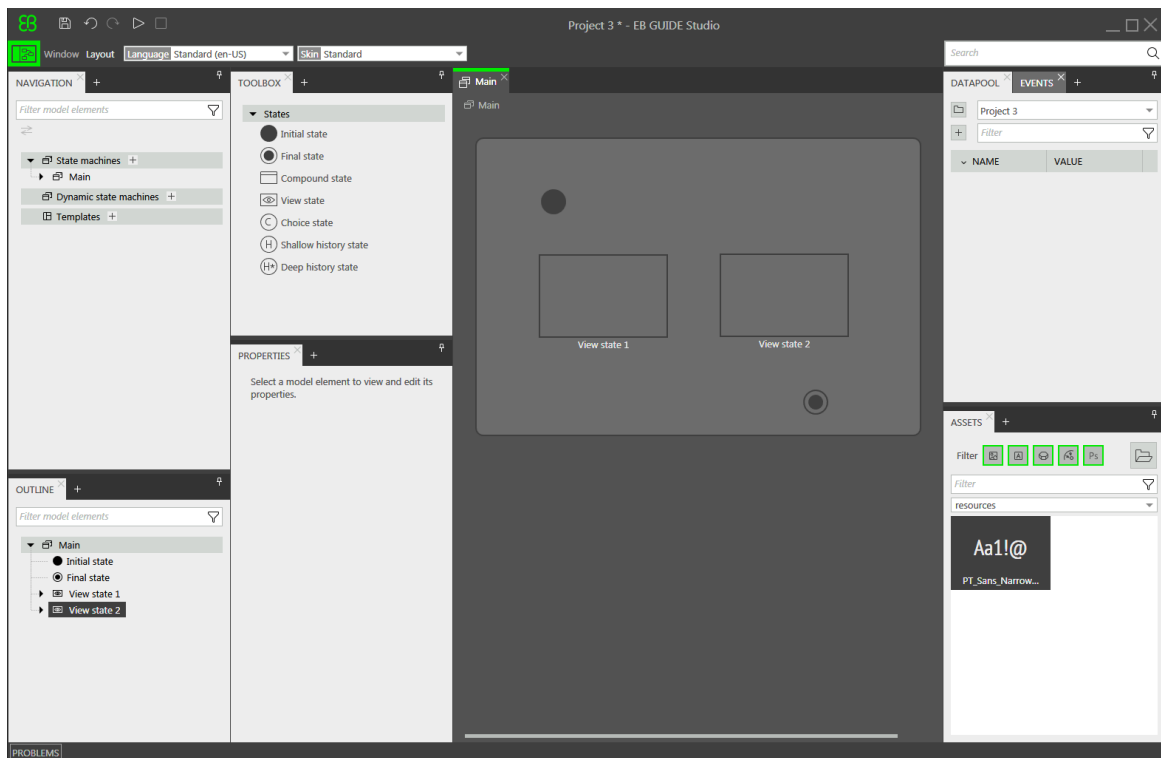 EB
Project 3 * - EB GUIDE Studio
Window Layout Language Standard (en-US) Skin Standard
Search
NAVIGATION
Filter model elements
State machines
Main
Dynamic state machines
Templates
OUTLINE
Filter model elements
Main
Initial state
Final state
View state 1
View state 2
TOOLBOX
States
Initial state
Final state
Compound state
View state
C Choice state
H Shallow history state
H* Deep history state
PROPERTIES
Select a model element to view and edit its
properties.
Main
Main
View state 1
View state 2
DATAPOOL EVENTS
Project 3
Filter
NAME VALUE
ASSETS
Filter A Ps
Filter
resources
Aa1!@
PT_Sans_Narrow...
PROBLEMS